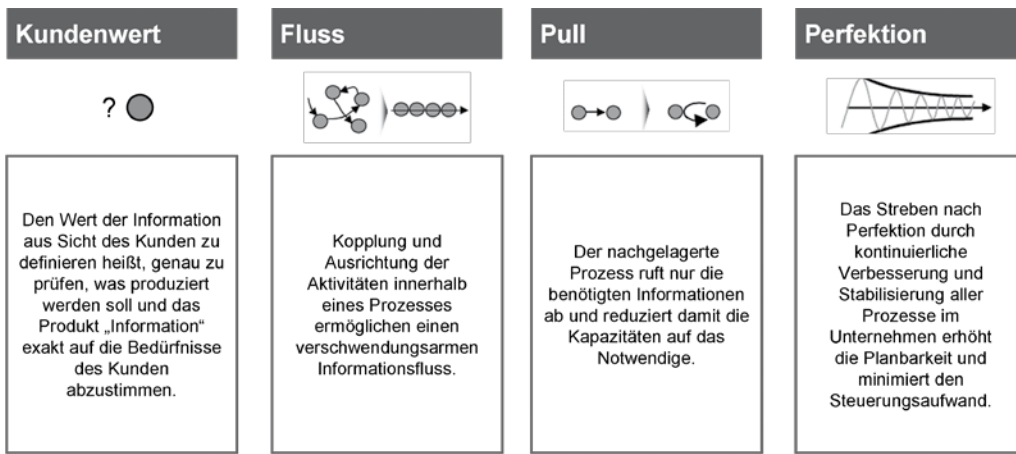 Kundenwert
?
Den Wert der Information
aus Sicht des Kunden zu
definieren heißt, genau zu
prüfen, was produziert
werden soll und das
Produkt „Information“
exakt auf die Bedürfnisse
des Kunden
abzustimmen.
Fluss
Kopplung und
Ausrichtung der
Aktivitäten innerhalb
eines Prozesses
ermöglichen einen
verschwendungsarmen
Informationsfluss.
Pull
Der nachgelagerte
Prozess ruft nur die
benötigten Informationen
ab und reduziert damit die
Kapazitäten auf das
Notwendige.
Perfektion
Das Streben nach
Perfektion durch
kontinuierliche
Verbesserung und
Stabilisierung aller
Prozesse im
Unternehmen erhöht
die Planbarkeit und
minimiert den
Steuerungsaufwand.